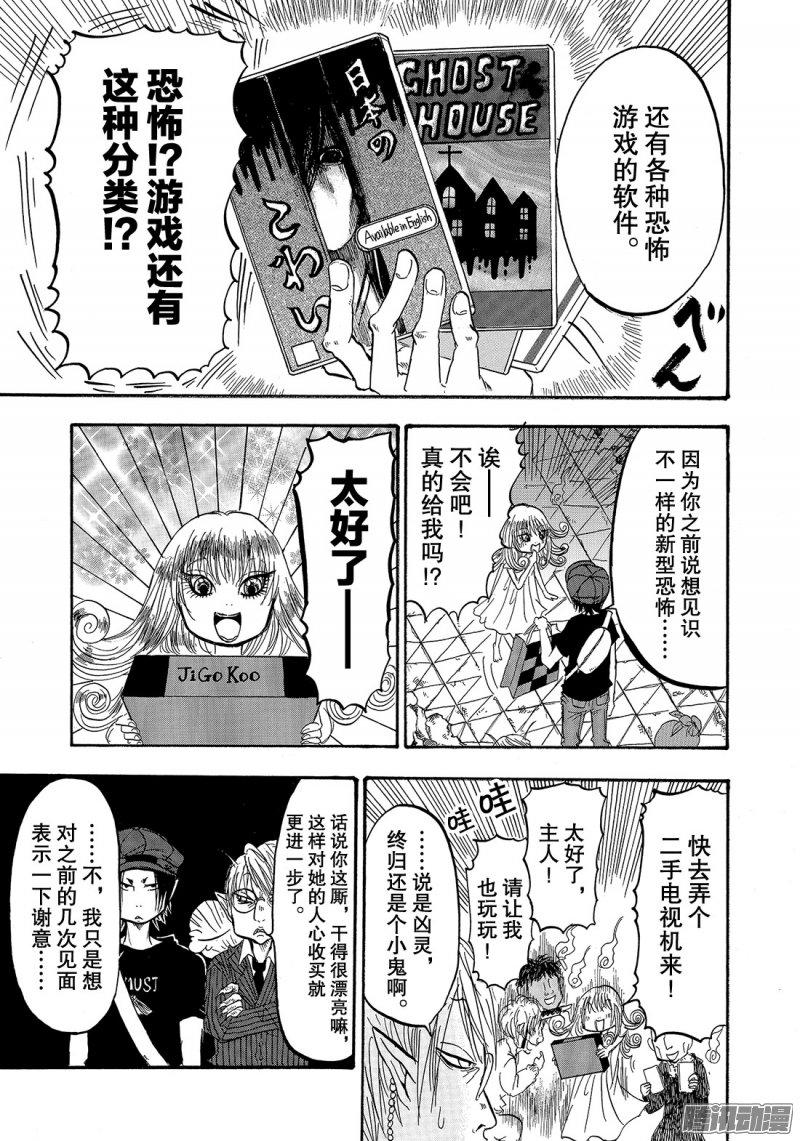 还有各种恐怖
游戏的软件。
GHOST
HOUSE
日本の
こわい
Available in English
恐怖!?游戏还有
这种分类!?
べん
因为你之前说想见识
不一样的新型恐怖……
诶——
不会吧!
真的给我吗!?
太好了——
JiGo Koo
快去弄个
二手电视机来!
太好了,
主人!
请让我
也玩玩!
哇
哇
……说是凶灵,
终归还是个小鬼啊。
话说你这厮,干得很漂亮嘛,
这样对她的人心收买就
更进一步了。
……不,我只是想
对之前的几次见面
表示一下谢意……
MUST
腾讯动漫